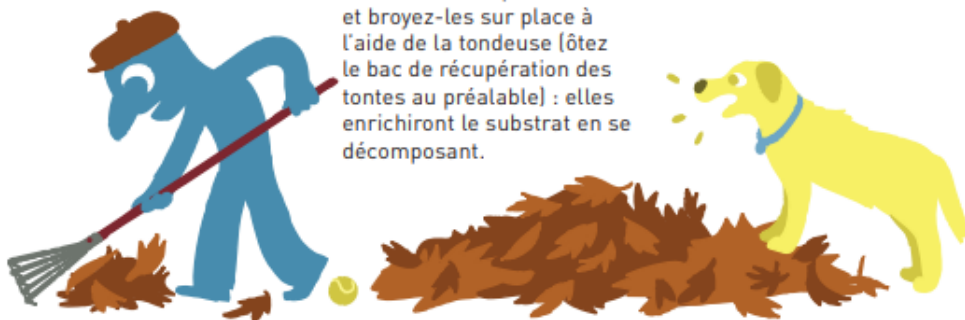 et broyez-les sur place à
l'aide de la tondeuse (ôtez
le bac de récupération des
tontes au préalable) : elles
enrichiront le substrat en se
décomposant.